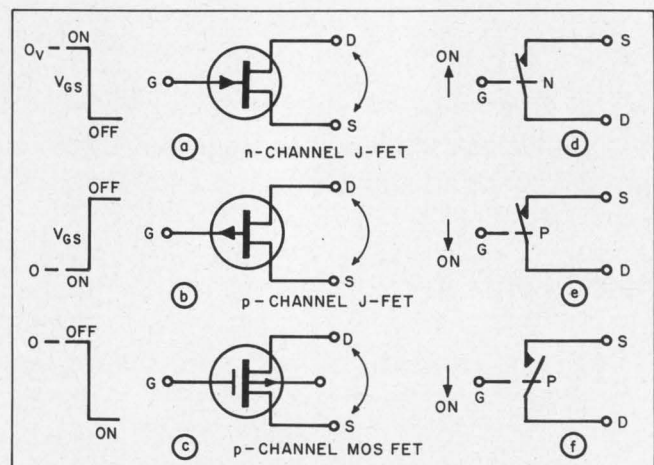 ON
0V
VGS
OFF
G
D
S
a
n-CHANNEL J-FET
ON
G
N
S
D
d
OFF
VGS
0
ON
G
D
S
b
p-CHANNEL J-FET
G
ON
P
S
D
e
OFF
0
ON
G
D
S
c
p-CHANNEL MOS FET
G
ON
P
S
D
f